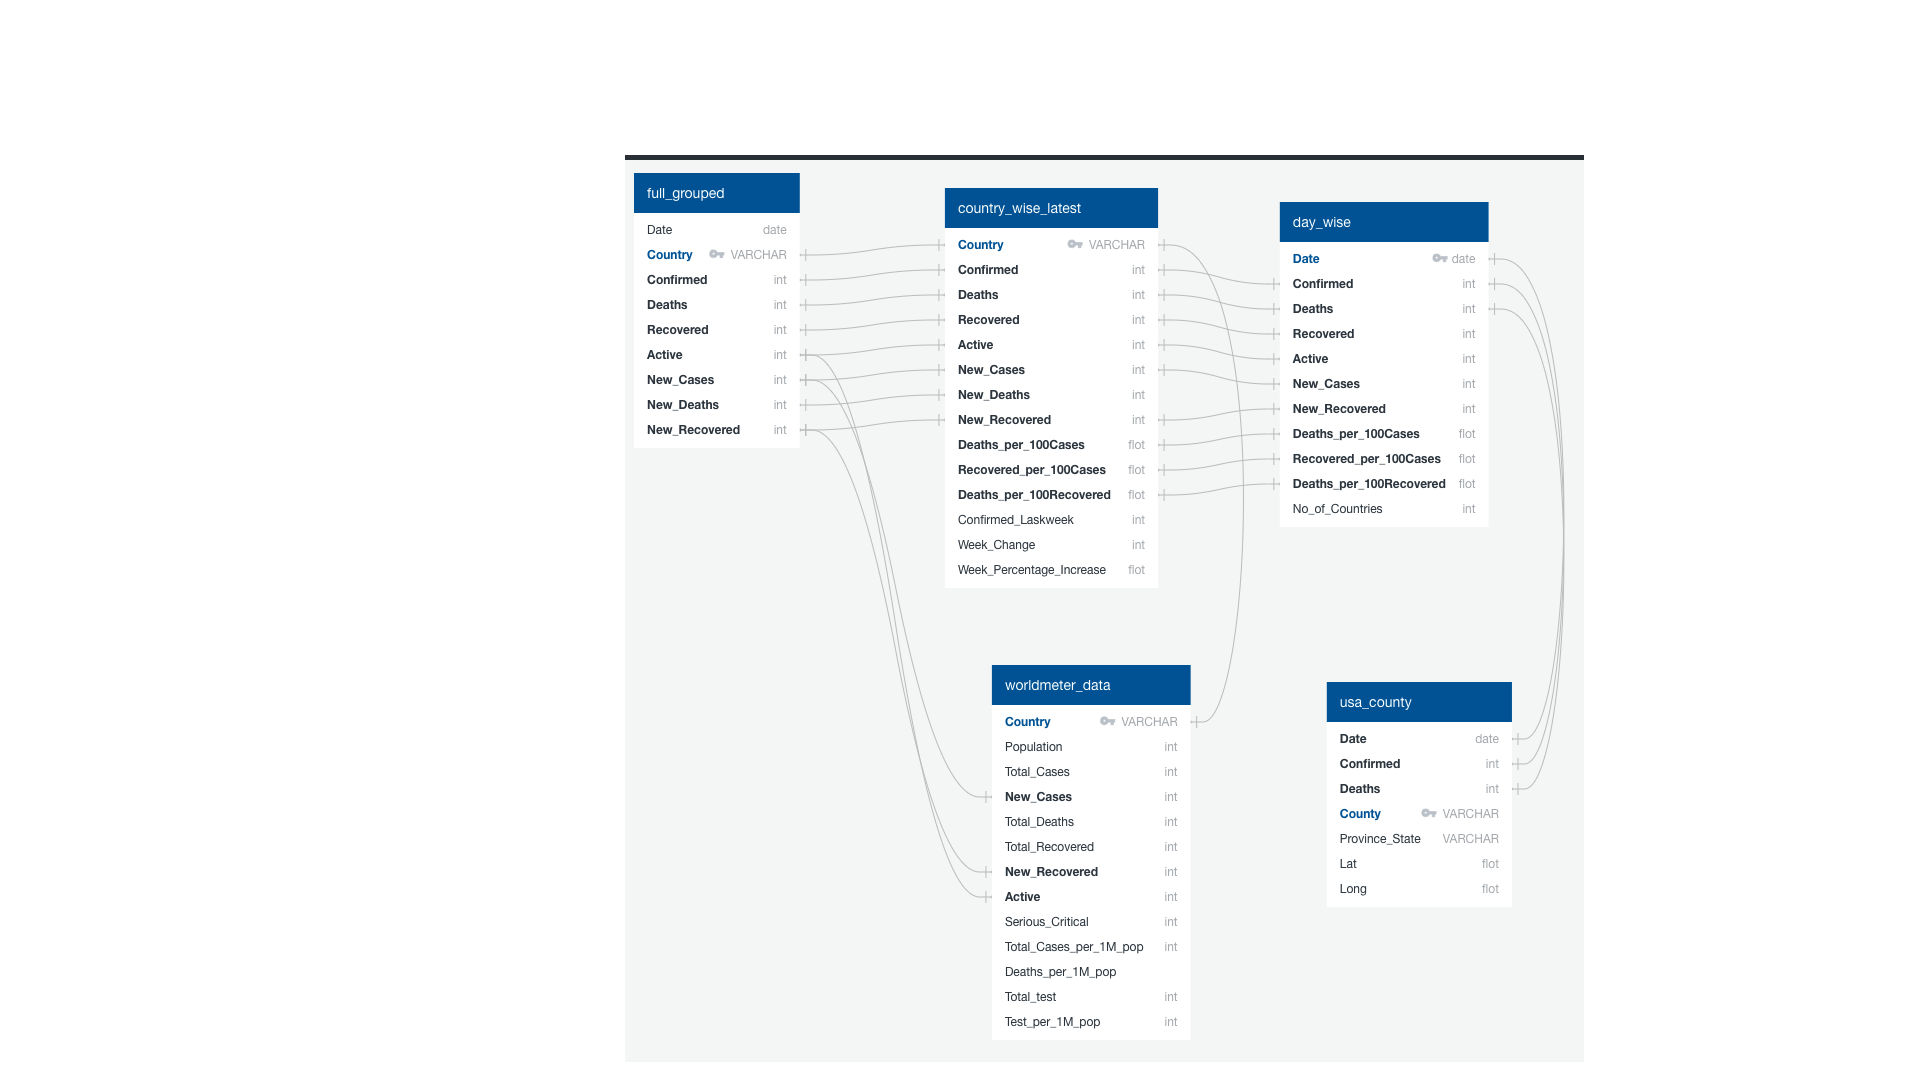 full_grouped
Date date
Country VARCHAR
Confirmed int
Deaths int
Recovered int
Active int
New_Cases int
New_Deaths int
New_Recovered int
country_wise_latest
Country VARCHAR
Confirmed int
Deaths int
Recovered int
Active int
New_Cases int
New_Deaths int
New_Recovered int
Deaths_per_100Cases flot
Recovered_per_100Cases flot
Deaths_per_100Recovered flot
Confirmed_Laskweek int
Week_Change int
Week_Percentage_Increase flot
day_wise
Date date
Confirmed int
Deaths int
Recovered int
Active int
New_Cases int
New_Recovered int
Deaths_per_100Cases flot
Recovered_per_100Cases flot
Deaths_per_100Recovered flot
No_of_Countries int
worldmeter_data
Country VARCHAR
Population int
Total_Cases int
New_Cases int
Total_Deaths int
Total_Recovered int
New_Recovered int
Active int
Serious_Critical int
Total_Cases_per_1M_pop int
Deaths_per_1M_pop
Total_test int
Test_per_1M_pop int
usa_county
Date date
Confirmed int
Deaths int
County VARCHAR
Province_State VARCHAR
Lat flot
Long flot